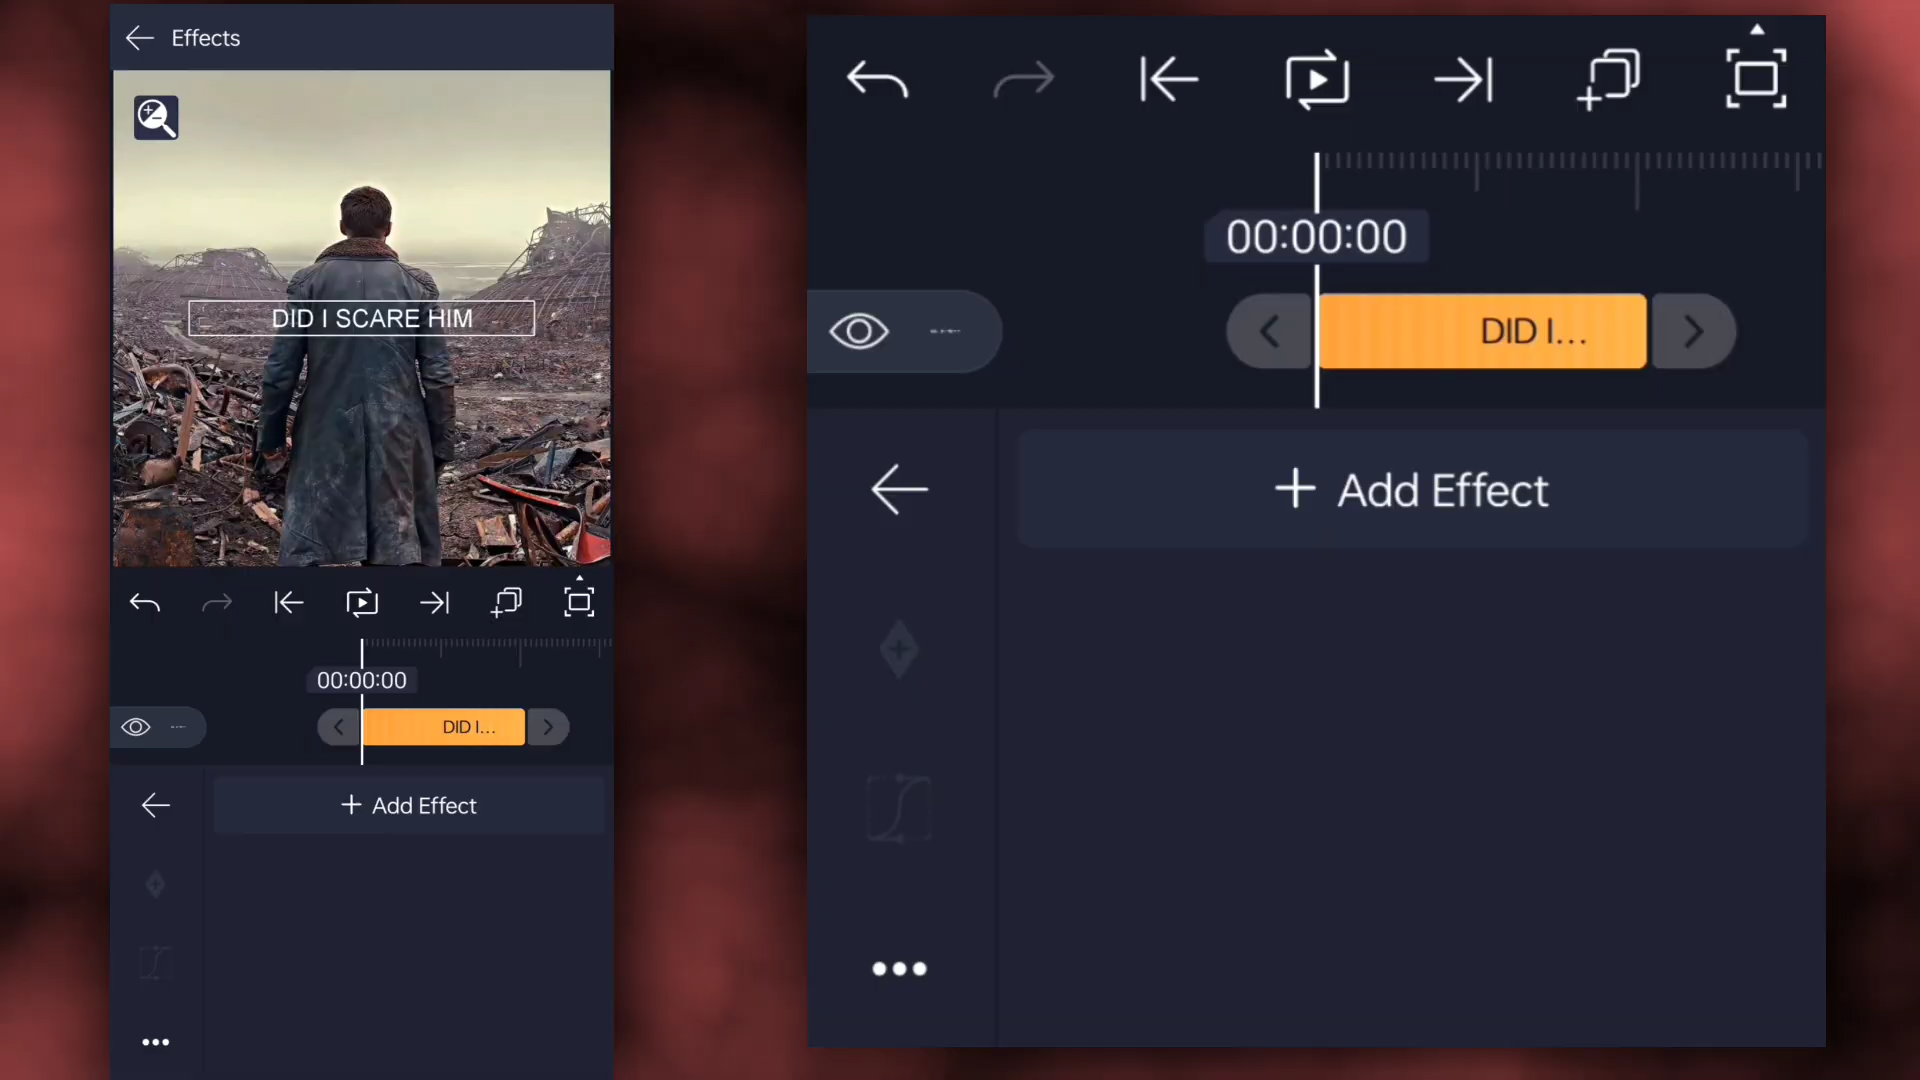 Effects
DID I SCARE HIM
00:00:00
DID I...
+ Add Effect
00:00:00
DID I...
+ Add Effect